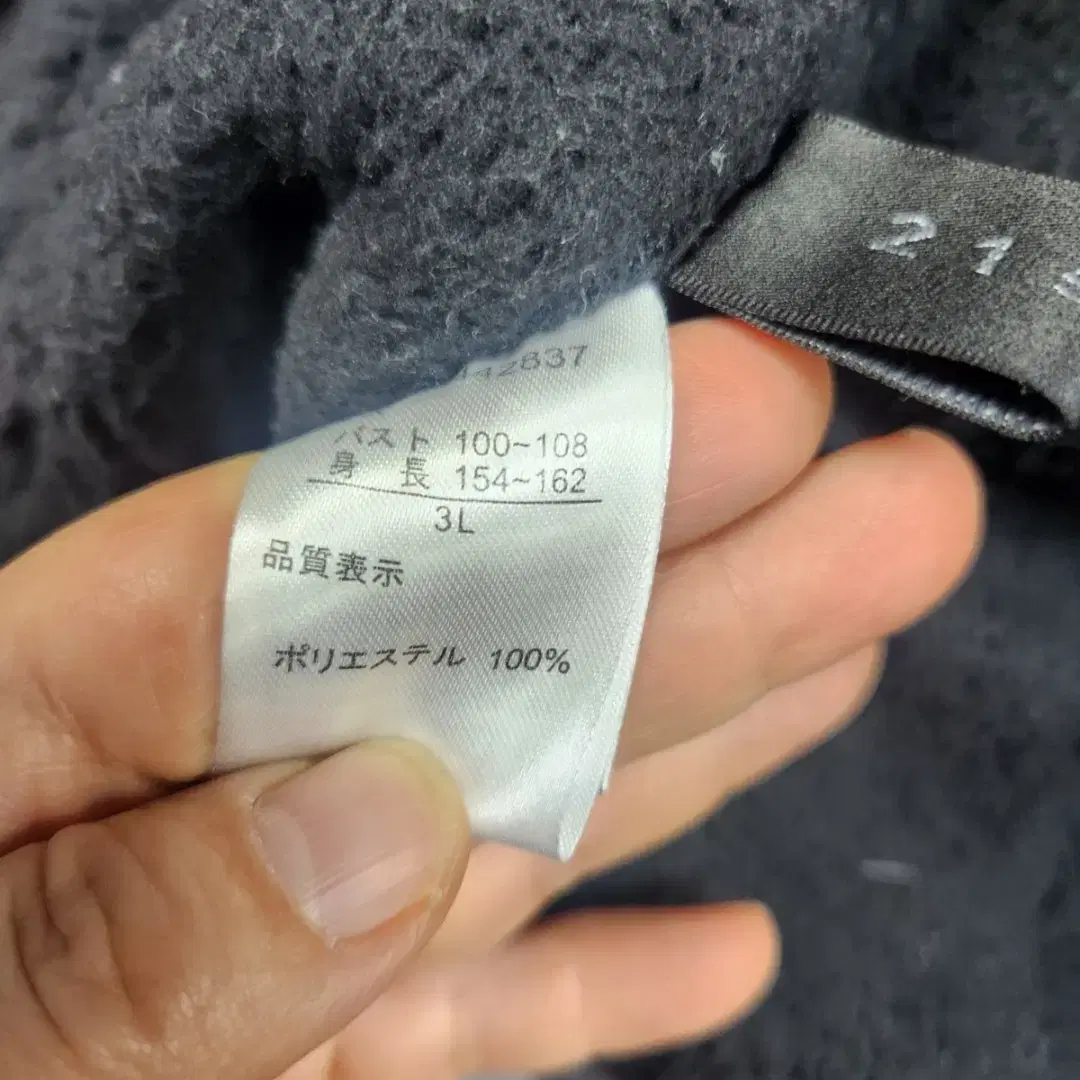 バスト 100~108
身 長 154~162
3L
品質表示
ポリエステル 100%